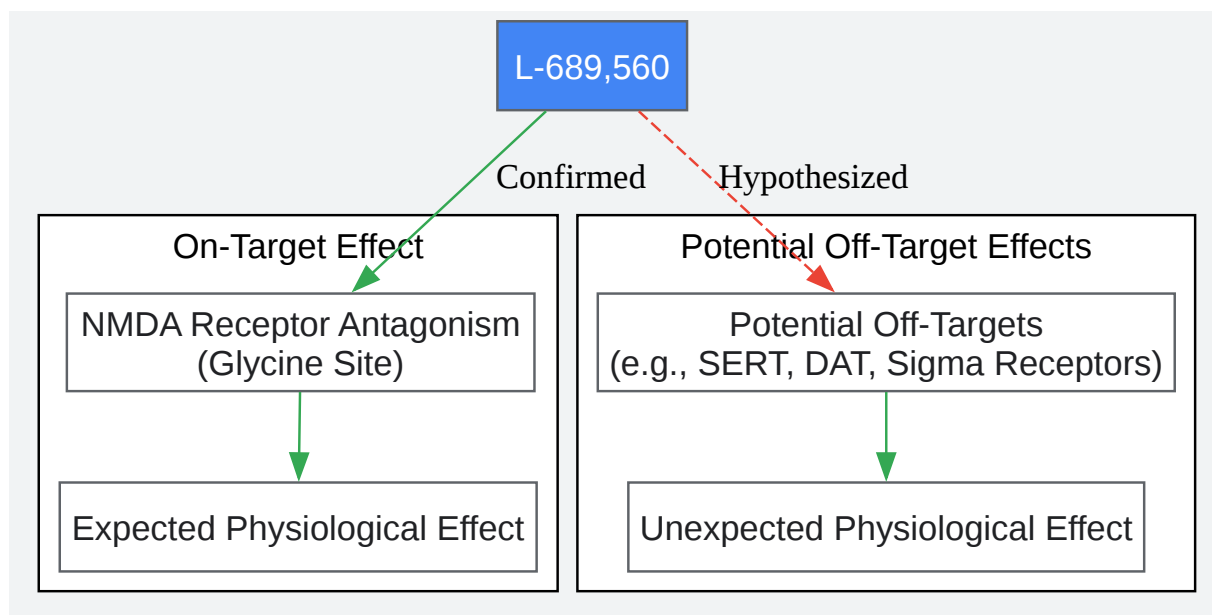 L-689,560
Confirmed
Hypothesized
On-Target Effect
NMDA Receptor Antagonism
(Glycine Site)
Expected Physiological Effect
Potential Off-Target Effects
Potential Off-Targets
(e.g., SERT, DAT, Sigma Receptors)
Unexpected Physiological Effect